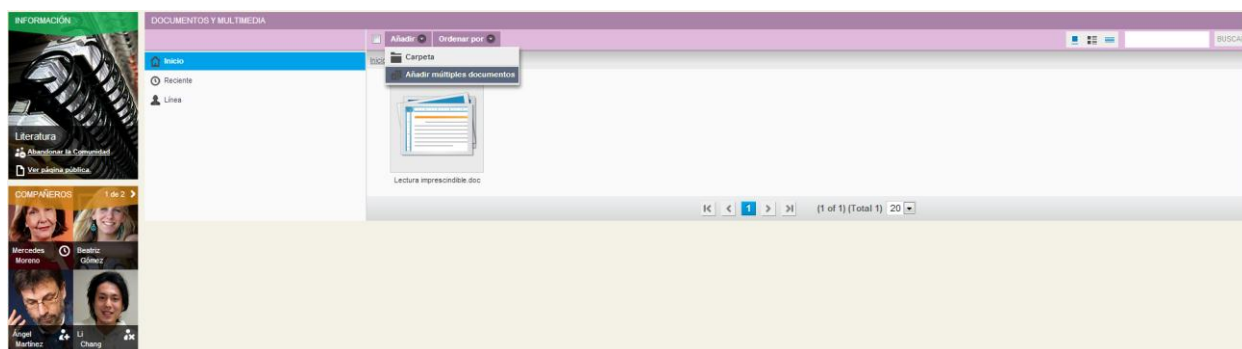 INFORMACIÓN
Literatura
Abandonar la Comunidad
Ver página pública
COMPAÑEROS 1 de 2
Mercedes
Moreno
Beatriz
Gómez
Ángel
Martínez
Li
Chang
DOCUMENTOS Y MULTIMEDIA
Añadir Ordenar por BUSCA
Inicio
Reciente
Línea
Carpeta
Añadir múltiples documentos
Lectura imprescindible.doc
1 (1 of 1) (Total 1) 20